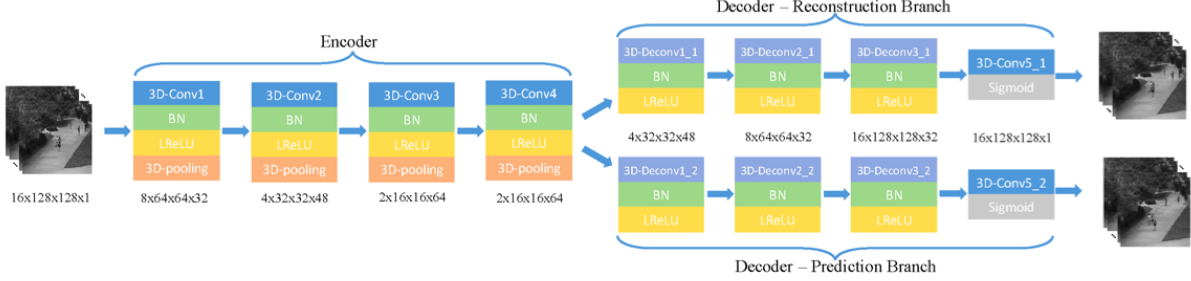 Decoder – Reconstruction Branch
Encoder
3D-Conv1
BN
LReLU
3D-pooling
3D-Conv2
BN
LReLU
3D-pooling
3D-Conv3
BN
LReLU
3D-pooling
3D-Conv4
BN
LReLU
3D-pooling
16x128x128x1
8x64x64x32
4x32x32x48
2x16x16x64
2x16x16x64
3D-Deconv1_1
BN
LReLU
3D-Deconv2_1
BN
LReLU
3D-Deconv3_1
BN
LReLU
3D-Conv5_1
Sigmoid
4x32x32x48
8x64x64x32
16x128x128x32
16x128x128x1
3D-Deconv1_2
BN
LReLU
3D-Deconv2_2
BN
LReLU
3D-Deconv3_2
BN
LReLU
3D-Conv5_2
Sigmoid
Decoder – Prediction Branch